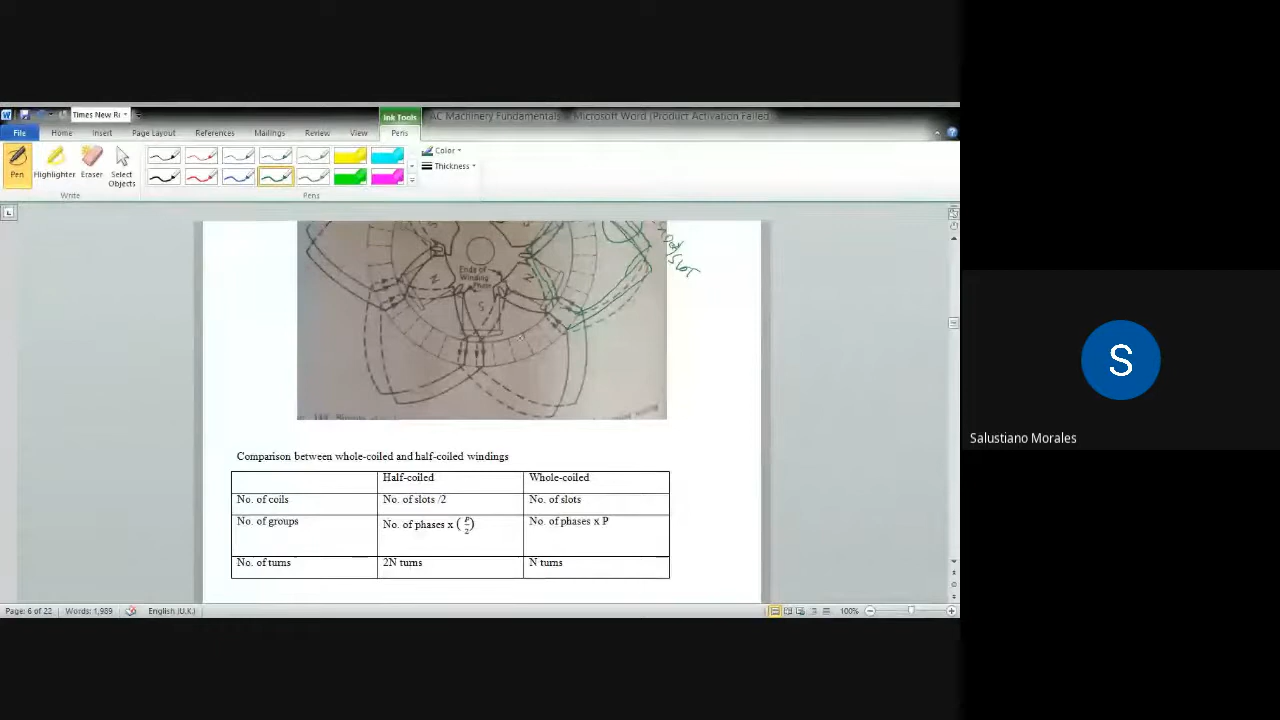 Times New Ri
Ink Tools
AC Machinery Fundamentals - Microsoft Word (Product Activation Failed)
File Home Insert Page Layout References Mailings Review View Pens
Pen Highlighter Eraser Select Objects
Color
Thickness
Write Pens
L
/SLOT
Ends of
Winding
Phase
N
N
S
Comparison between whole-coiled and half-coiled windings
Half-coiled Whole-coiled
No. of coils No. of slots /2 No. of slots
No. of groups No. of phases x (P/2) No. of phases x P
No. of turns 2N turns N turns
Page: 6 of 22 Words: 1,989 English (U.K.) 100%
S
Salustiano Morales